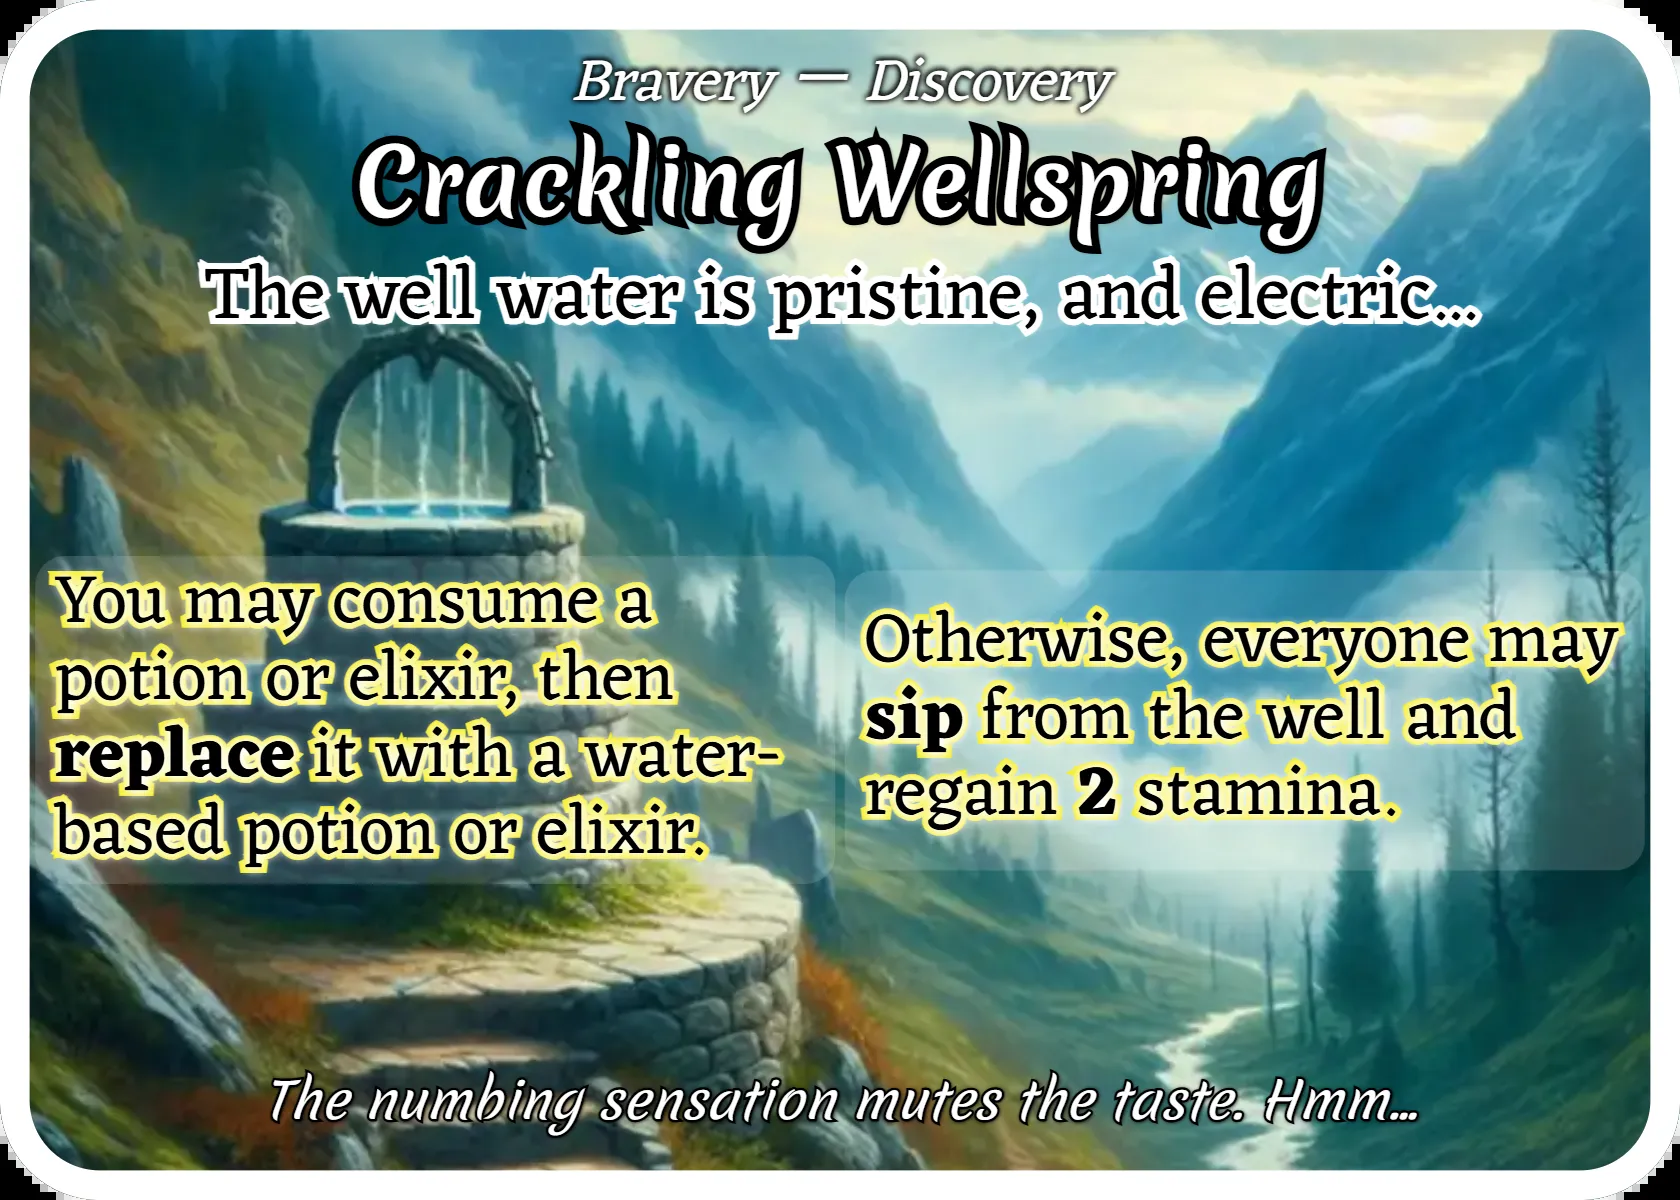 Bravery — Discovery
Crackling Wellspring
The well water is pristine, and electric...
You may consume a
potion or elixir, then
replace it with a water-
based potion or elixir.
Otherwise, everyone may
sip from the well and
regain 2 stamina.
The numbing sensation mutes the taste. Hmm...